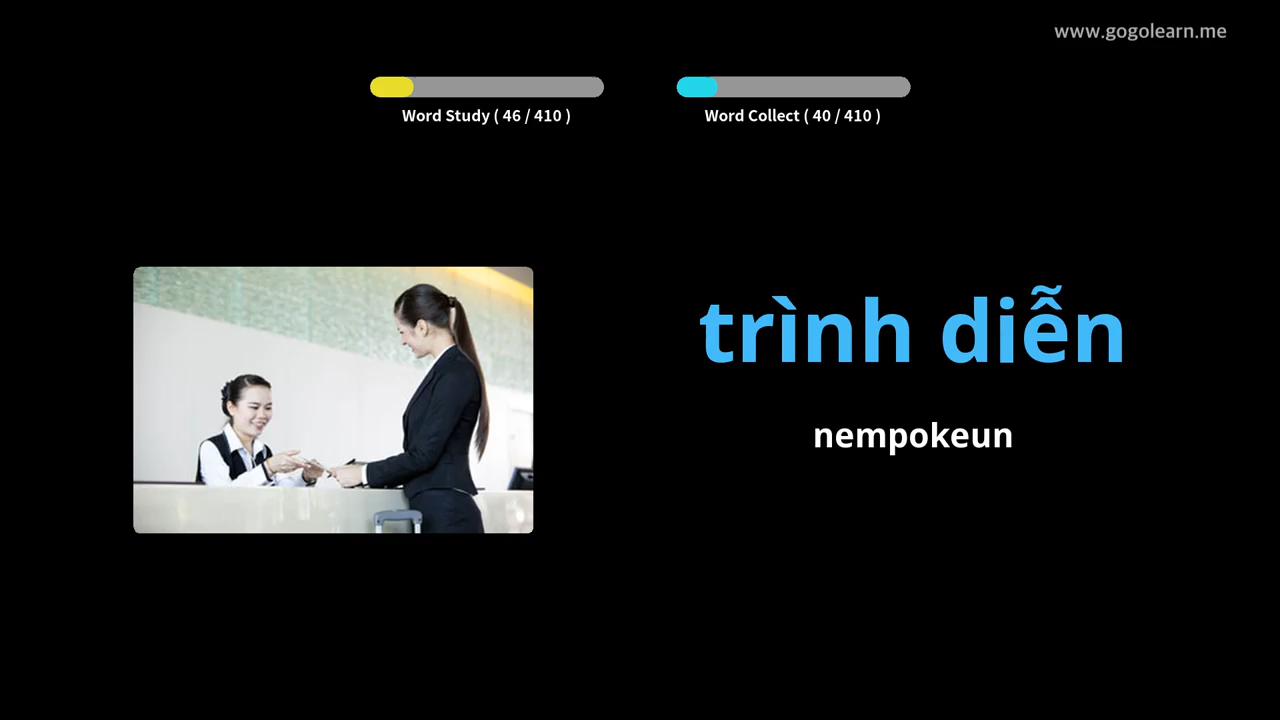 www.gogolearn.me
Word Study ( 46 / 410 )
Word Collect ( 40 / 410 )
trình diễn
nempokeun